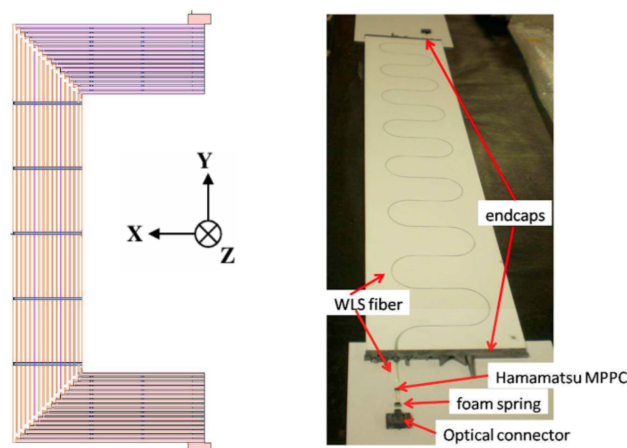 Y
X
Z
endcaps
WLS fiber
Hamamatsu MPPC
foam spring
Optical connector